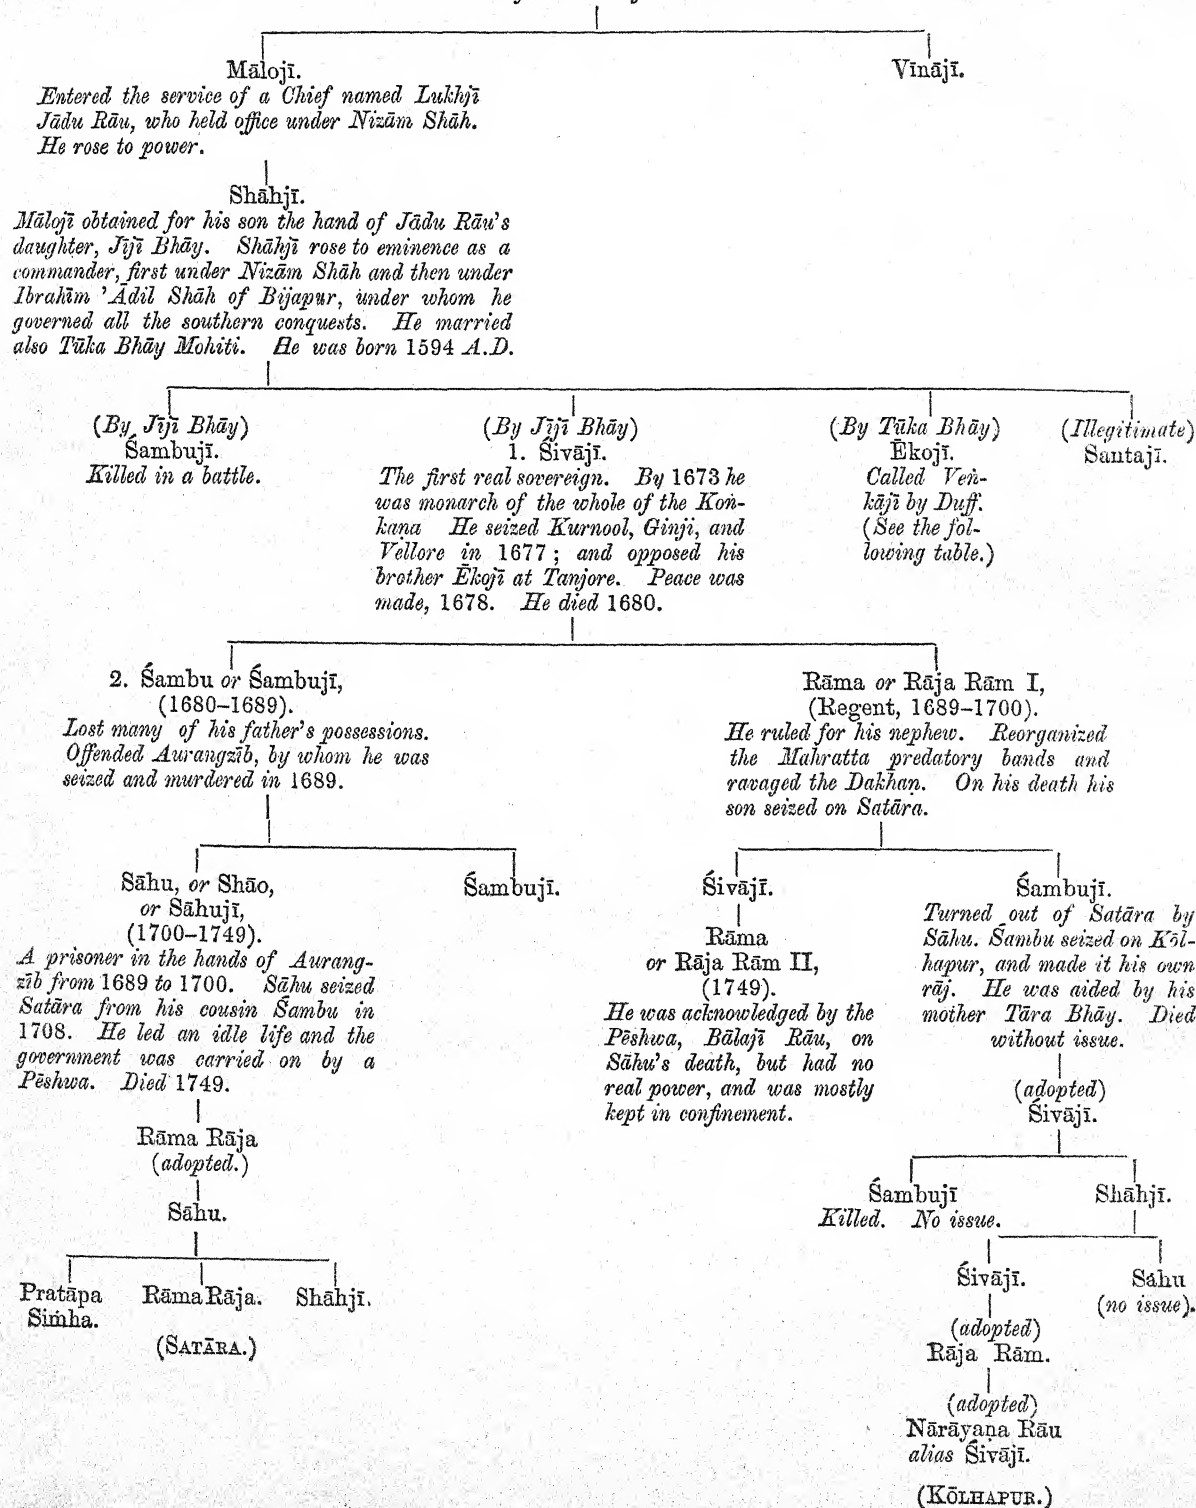 Mālojī.
Entered the service of a Chief named Lukhjī
Jādu Rāu, who held office under Nizām Shāh.
He rose to power.
Vīnājī.
Shāhjī.
Mālojī obtained for his son the hand of Jādu Rāu's
daughter, Jījī Bhāy. Shāhjī rose to eminence as a
commander, first under Nizām Shāh and then under
Ibrahīm 'Ādil Shāh of Bijapur, under whom he
governed all the southern conquests. He married
also Tūka Bhāy Mohiti. He was born 1594 A.D.
(By Jījī Bhāy)
Śambujī.
Killed in a battle.
(By Jījī Bhāy)
1. Śivājī.
The first real sovereign. By 1673 he
was monarch of the whole of the Koṅ-
kaṇa He seized Kurnool, Ginji, and
Vellore in 1677; and opposed his
brother Ēkojī at Tanjore. Peace was
made, 1678. He died 1680.
(By Tūka Bhāy)
Ēkojī.
Called Veṅ-
kājī by Duff.
(See the fol-
lowing table.)
(Illegitimate)
Santajī.
2. Śambu or Śambujī,
(1680–1689).
Lost many of his father's possessions.
Offended Aurangzīb, by whom he was
seized and murdered in 1689.
Rāma or Rāja Rām I,
(Regent, 1689–1700).
He ruled for his nephew. Reorganized
the Mahratta predatory bands and
ravaged the Dakhaṇ. On his death his
son seized on Satāra.
Sāhu, or Shāo,
or Sāhujī,
(1700–1749).
A prisoner in the hands of Aurang-
zīb from 1689 to 1700. Sāhu seized
Satāra from his cousin Śambu in
1708. He led an idle life and the
government was carried on by a
Pēshwa. Died 1749.
Śambujī.
Śivājī.
Rāma
or Rāja Rām II,
(1749).
He was acknowledged by the
Pēshwa, Bālajī Rāu, on
Sāhu's death, but had no
real power, and was mostly
kept in confinement.
Śambujī.
Turned out of Satāra by
Sāhu. Śambu seized on Kōl-
hapur, and made it his own
rāj. He was aided by his
mother Tāra Bhāy. Died
without issue.
(adopted)
Śivājī.
Rāma Rāja
(adopted.)
Sāhu.
Pratāpa
Siṁha.
Rāma Rāja.
Shāhjī.
(SATĀRA.)
Śambujī
Killed. No issue.
Shāhjī.
Śivājī.
Sāhu
(no issue).
(adopted)
Rāja Rām.
(adopted)
Nārāyaṇa Rāu
alias Śivājī.
(KŌLHAPUR.)